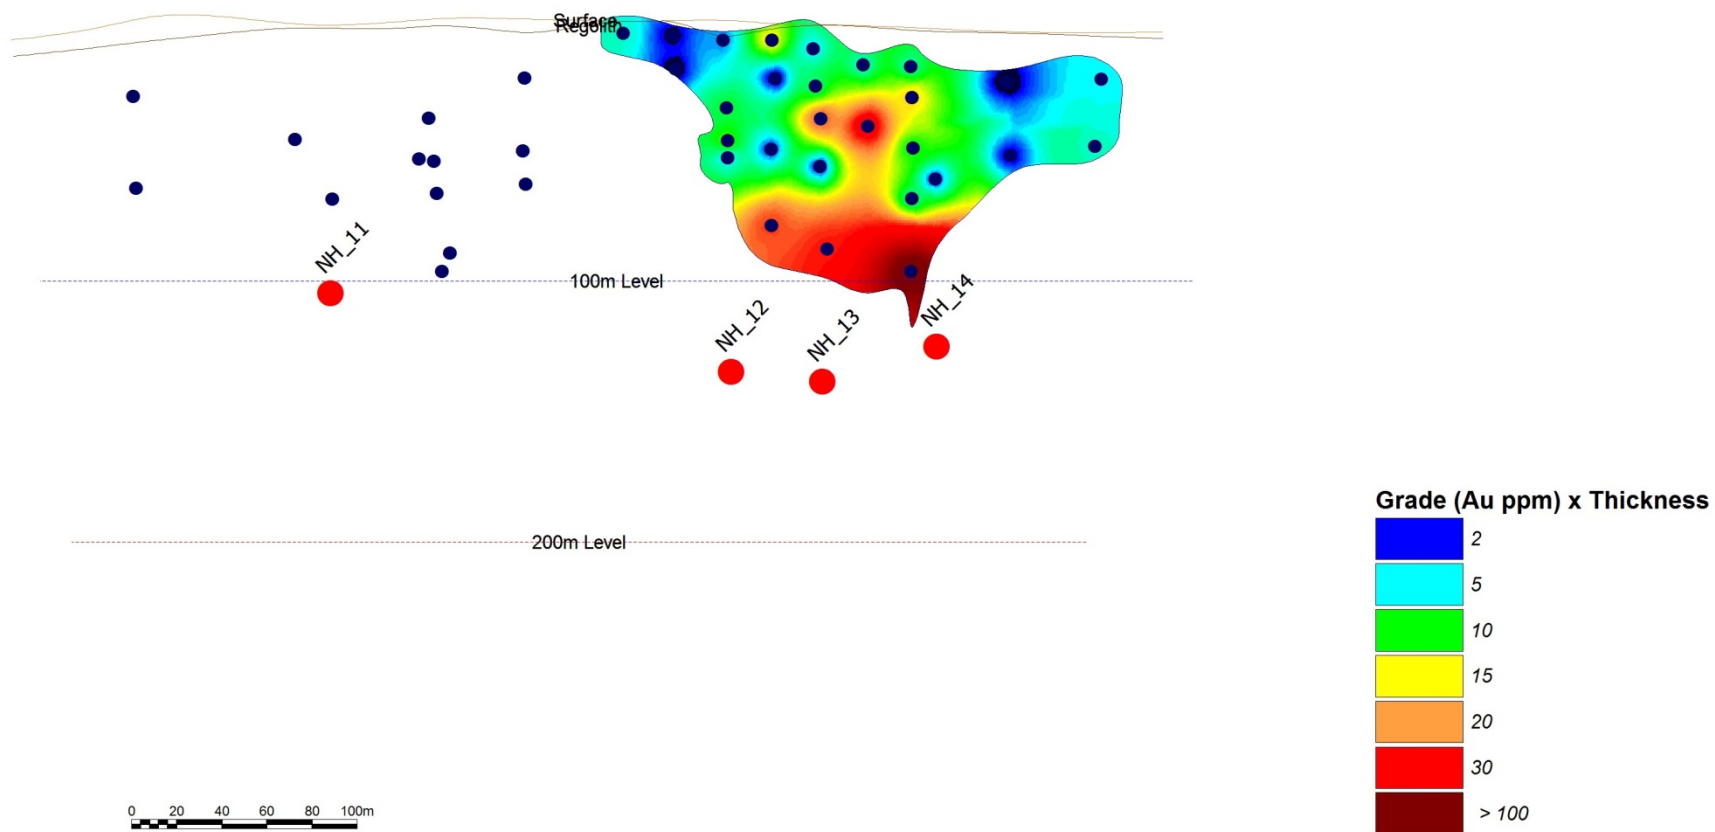 Surface
Regolith
NH_11
100m Level
NH_12
NH_13
NH_14
200m Level
Grade (Au ppm) x Thickness
2
5
10
15
20
30
> 100
0 20 40 60 80 100m